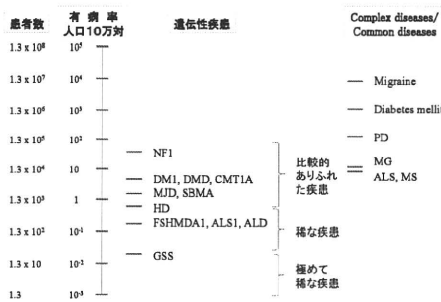 患者数
有病率
人口10万対
遺伝性疾患
Complex diseases/
Common diseases
1.3 x 10⁸ 10⁵
1.3 x 10⁷ 10⁴ Migraine
1.3 x 10⁶ 10³ Diabetes melli
1.3 x 10⁵ 10² PD
NF1
1.3 x 10⁴ 10 MG
DM1, DMD, CMT1A ALS, MS
MJD, SBMA
1.3 x 10³ 1
HD
1.3 x 10² 10⁻¹ FSHMDA1, ALS1, ALD
1.3 x 10 10⁻² GSS
1.3 10⁻³
比較的
ありふれ
た疾患
稀な疾患
極めて
稀な疾患